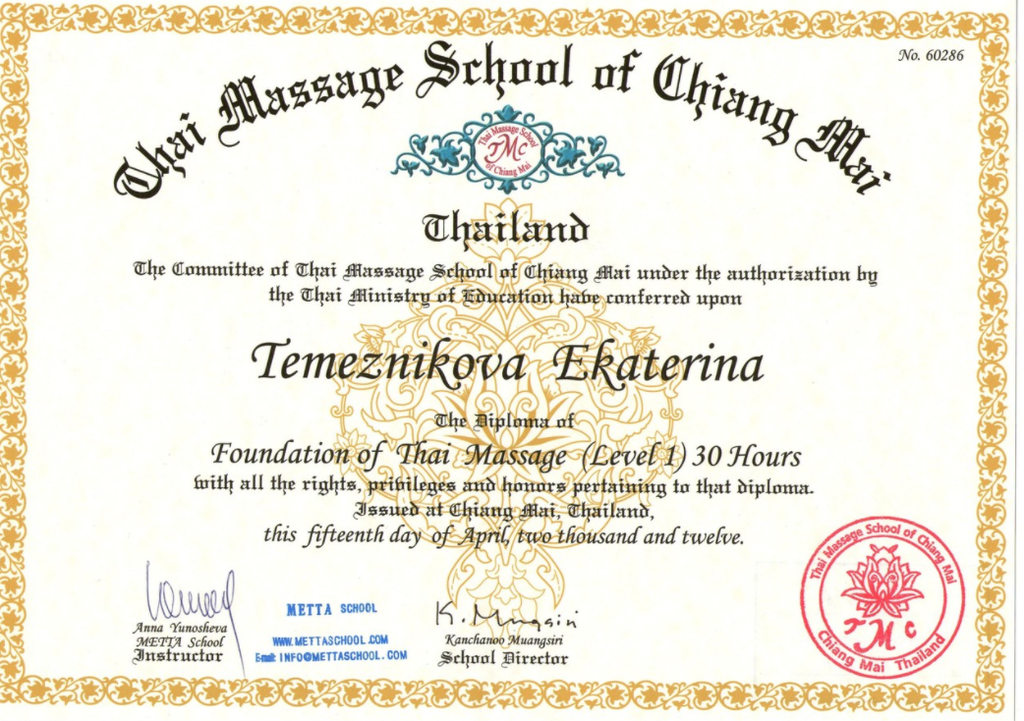 No. 60286
Thai Massage School of Chiang Mai
Thai Massage School
TMC
of Chiang Mai
Thailand
The Committee of Thai Massage School of Chiang Mai under the authorization by
the Thai Ministry of Education have conferred upon
Temeznikova Ekaterina
The Diploma of
Foundation of Thai Massage (Level 1) 30 Hours
with all the rights, privileges and honors pertaining to that diploma.
Issued at Chiang Mai, Thailand,
this fifteenth day of April, two thousand and twelve.
K. Muagsiri
Anna Yunosheva
METTA School
Instructor
METTA SCHOOL
WWW.METTASCHOOL.COM
E-mail: INFO@METTASCHOOL.COM
Kanchanoo Muangsiri
School Director
Thai Massage School of Chiang Mai
TMC
Chiang Mai Thailand